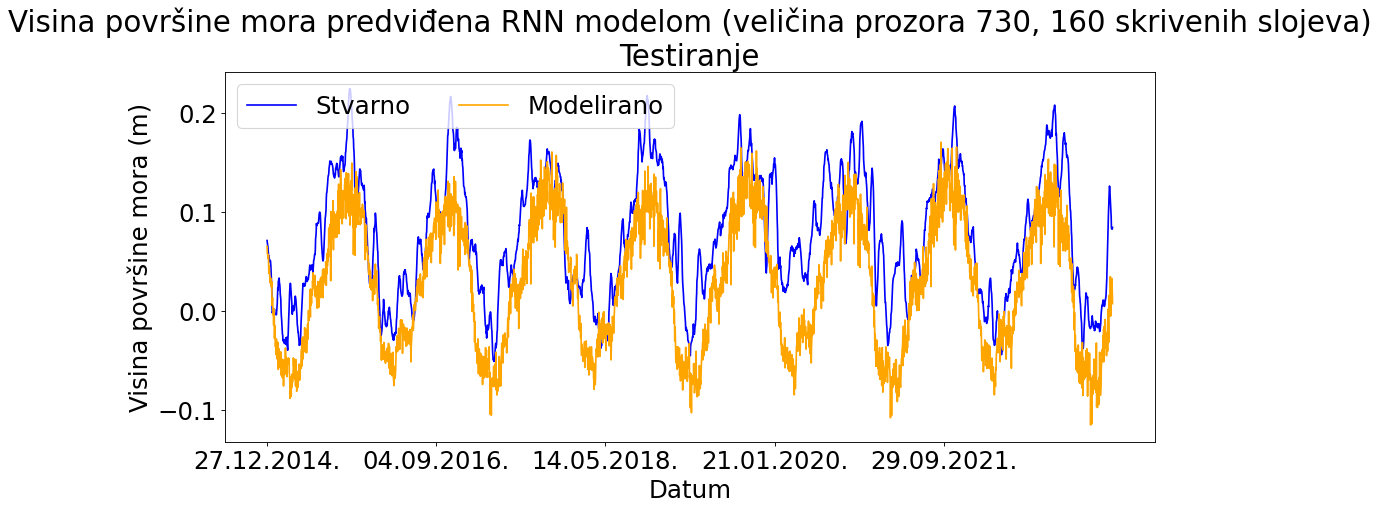 Visina površine mora predviđena RNN modelom (veličina prozora 730, 160 skrivenih slojeva)
Testiranje
Stvarno Modelirano
Visina površine mora (m)
0.2
0.1
0.0
−0.1
27.12.2014. 04.09.2016. 14.05.2018. 21.01.2020. 29.09.2021.
Datum